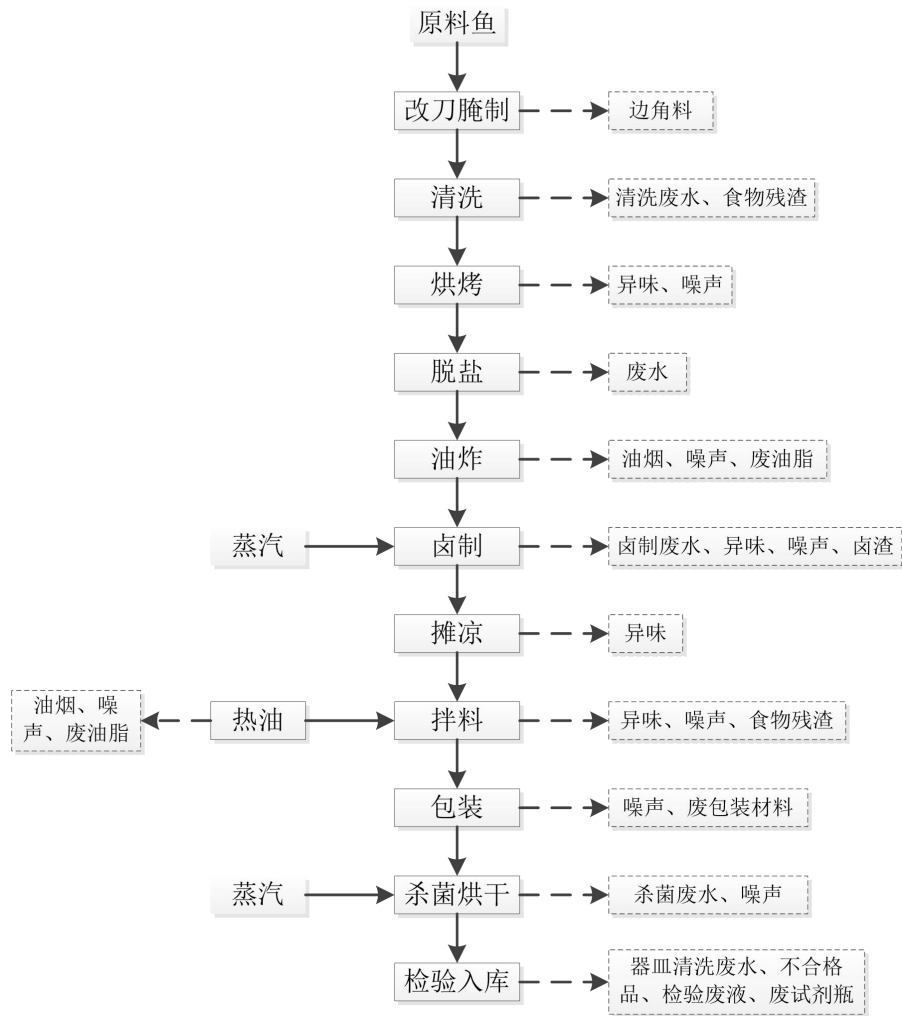 原料鱼
改刀腌制
边角料
清洗
清洗废水、食物残渣
烘烤
异味、噪声
脱盐
废水
油炸
油烟、噪声、废油脂
蒸汽
卤制
卤制废水、异味、噪声、卤渣
摊凉
异味
油烟、噪
声、废油脂
热油
拌料
异味、噪声、食物残渣
包装
噪声、废包装材料
蒸汽
杀菌烘干
杀菌废水、噪声
检验入库
器皿清洗废水、不合格
品、检验废液、废试剂瓶